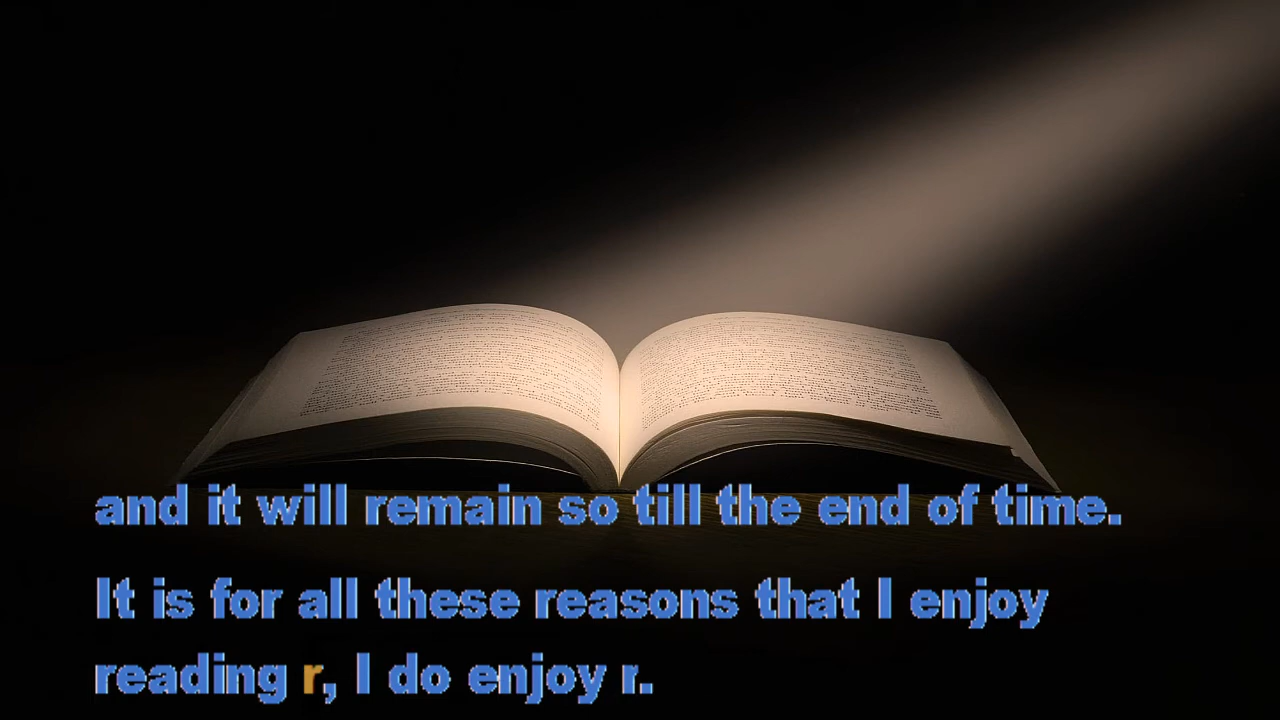 and it will remain so till the end of time.
It is for all these reasons that I enjoy
reading r, I do enjoy r.